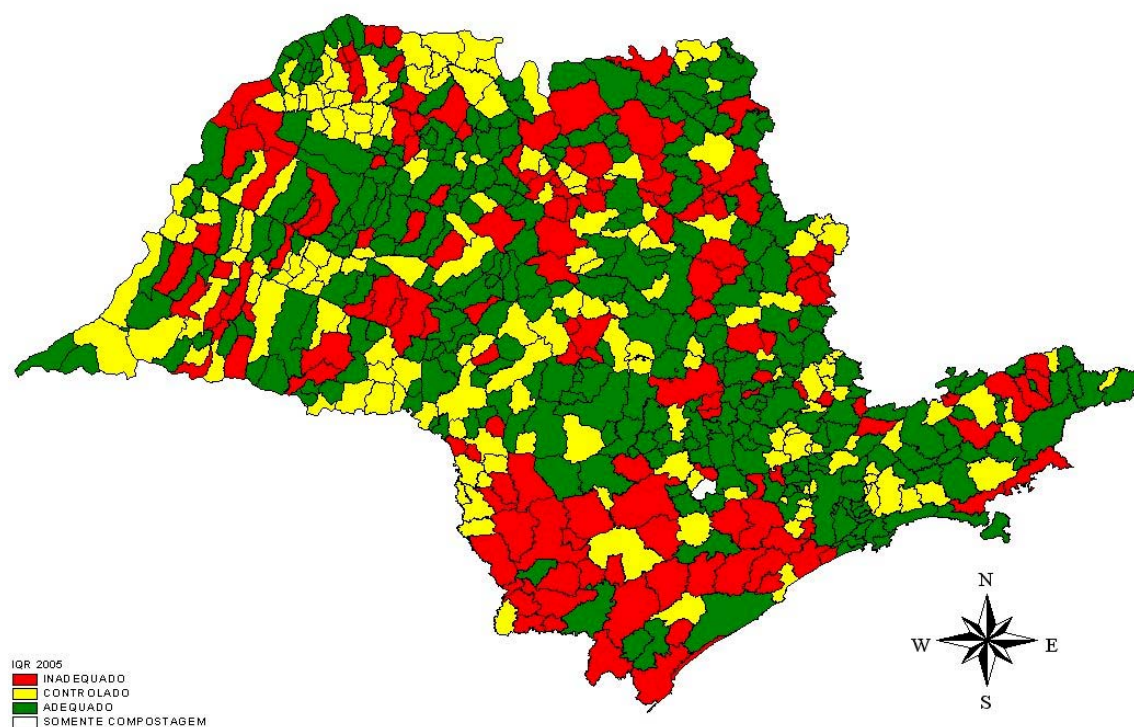 N
W E
S
IQR 2005
INADEQUADO
CONTROLADO
ADEQUADO
SOMENTE COMPOSTAGEM